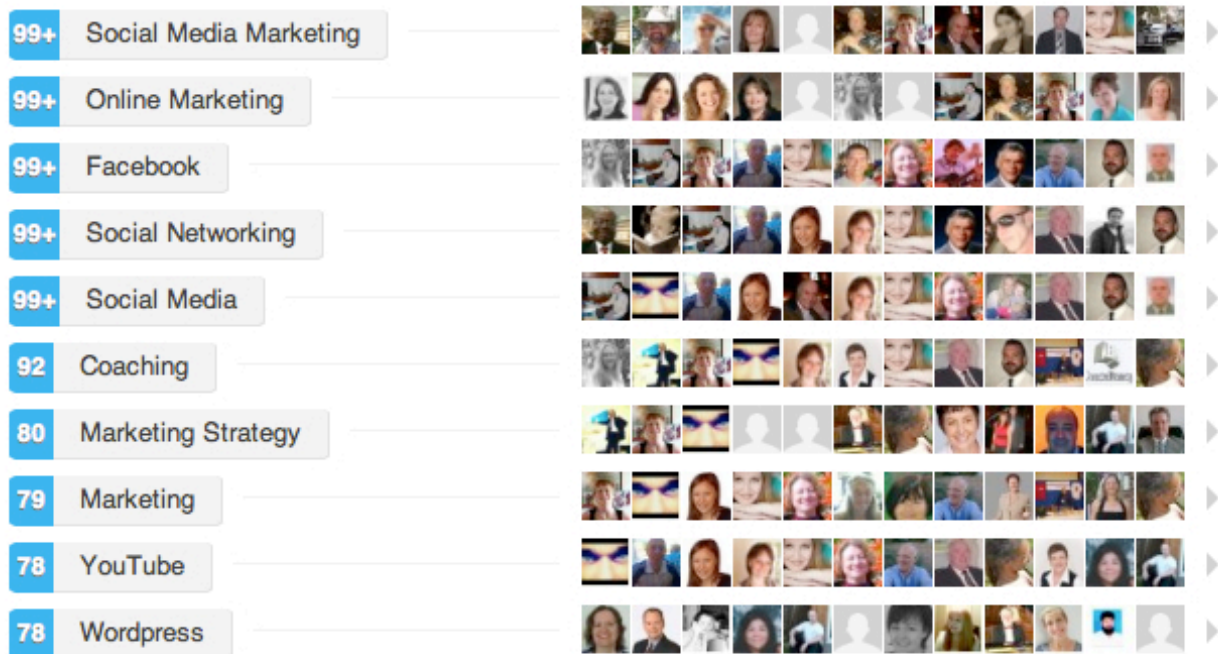 99+ Social Media Marketing
99+ Online Marketing
99+ Facebook
99+ Social Networking
99+ Social Media
92 Coaching
80 Marketing Strategy
79 Marketing
78 YouTube
78 Wordpress